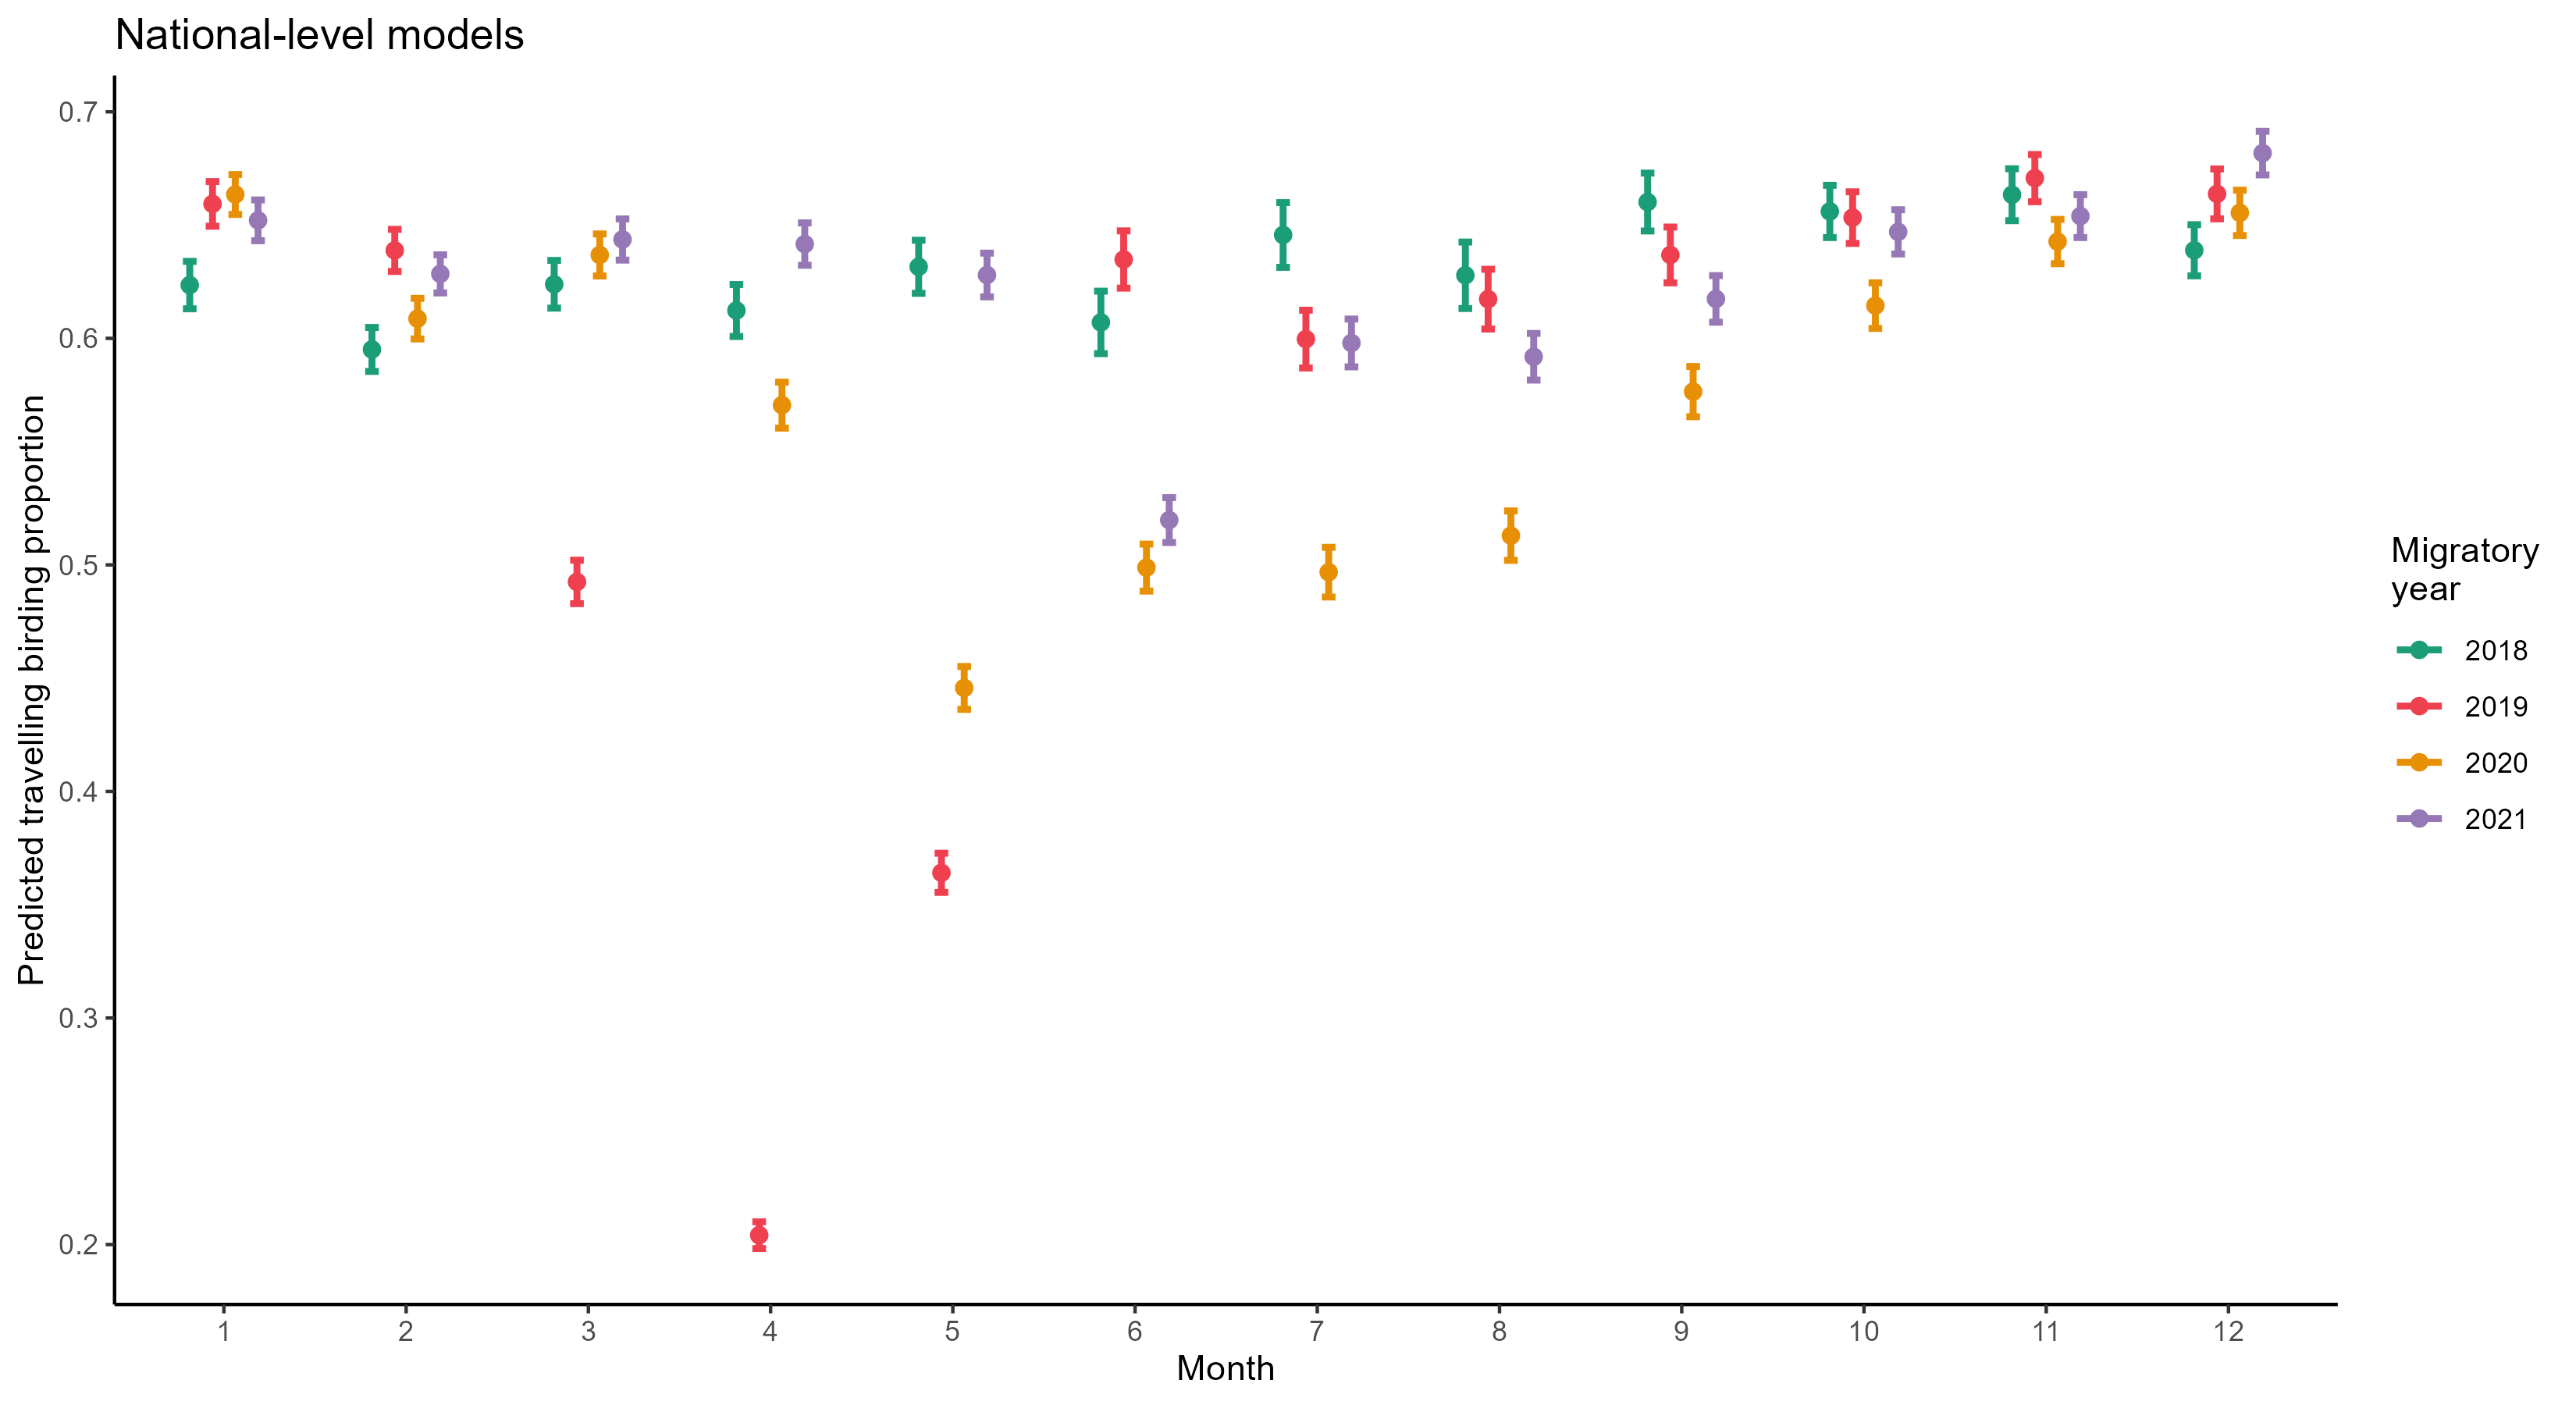 National-level models
0.7
0.6
0.5
0.4
0.3
0.2
Predicted travelling birding proportion
1 2 3 4 5 6 7 8 9 10 11 12
Month
Migratory
year
2018
2019
2020
2021